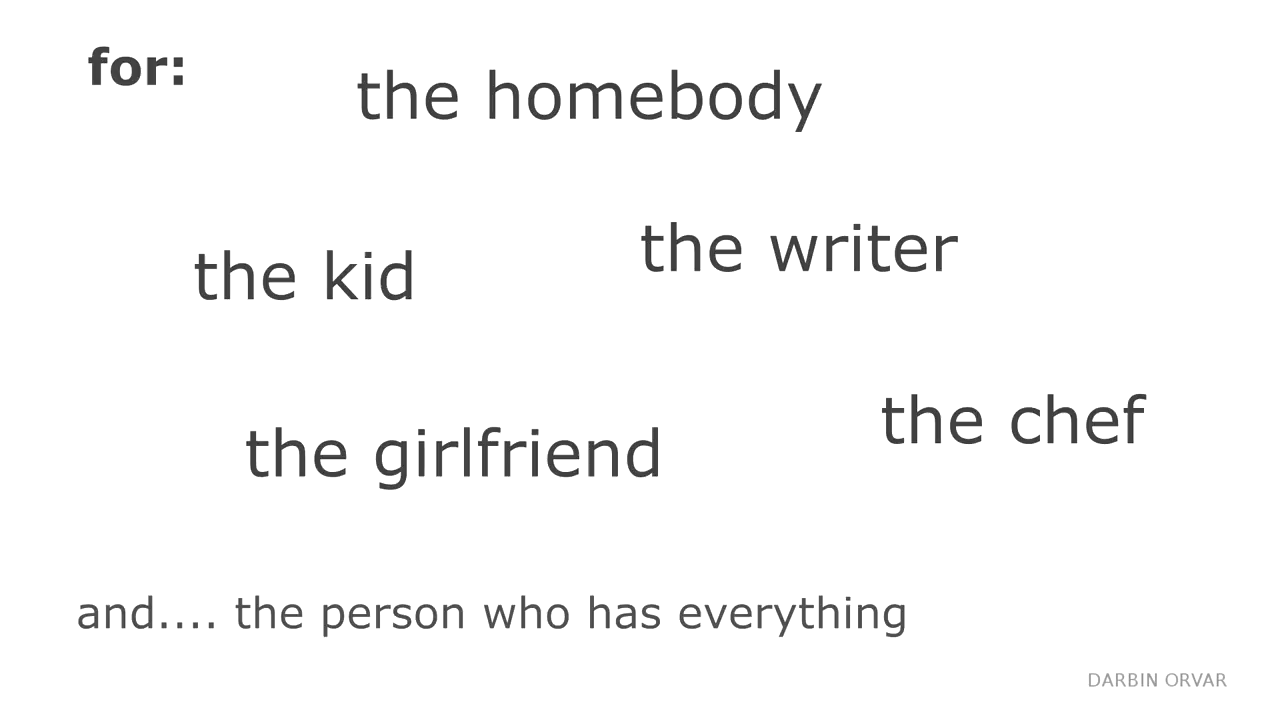 for:
the homebody
the writer
the kid
the chef
the girlfriend
and.... the person who has everything
DARBIN ORVAR